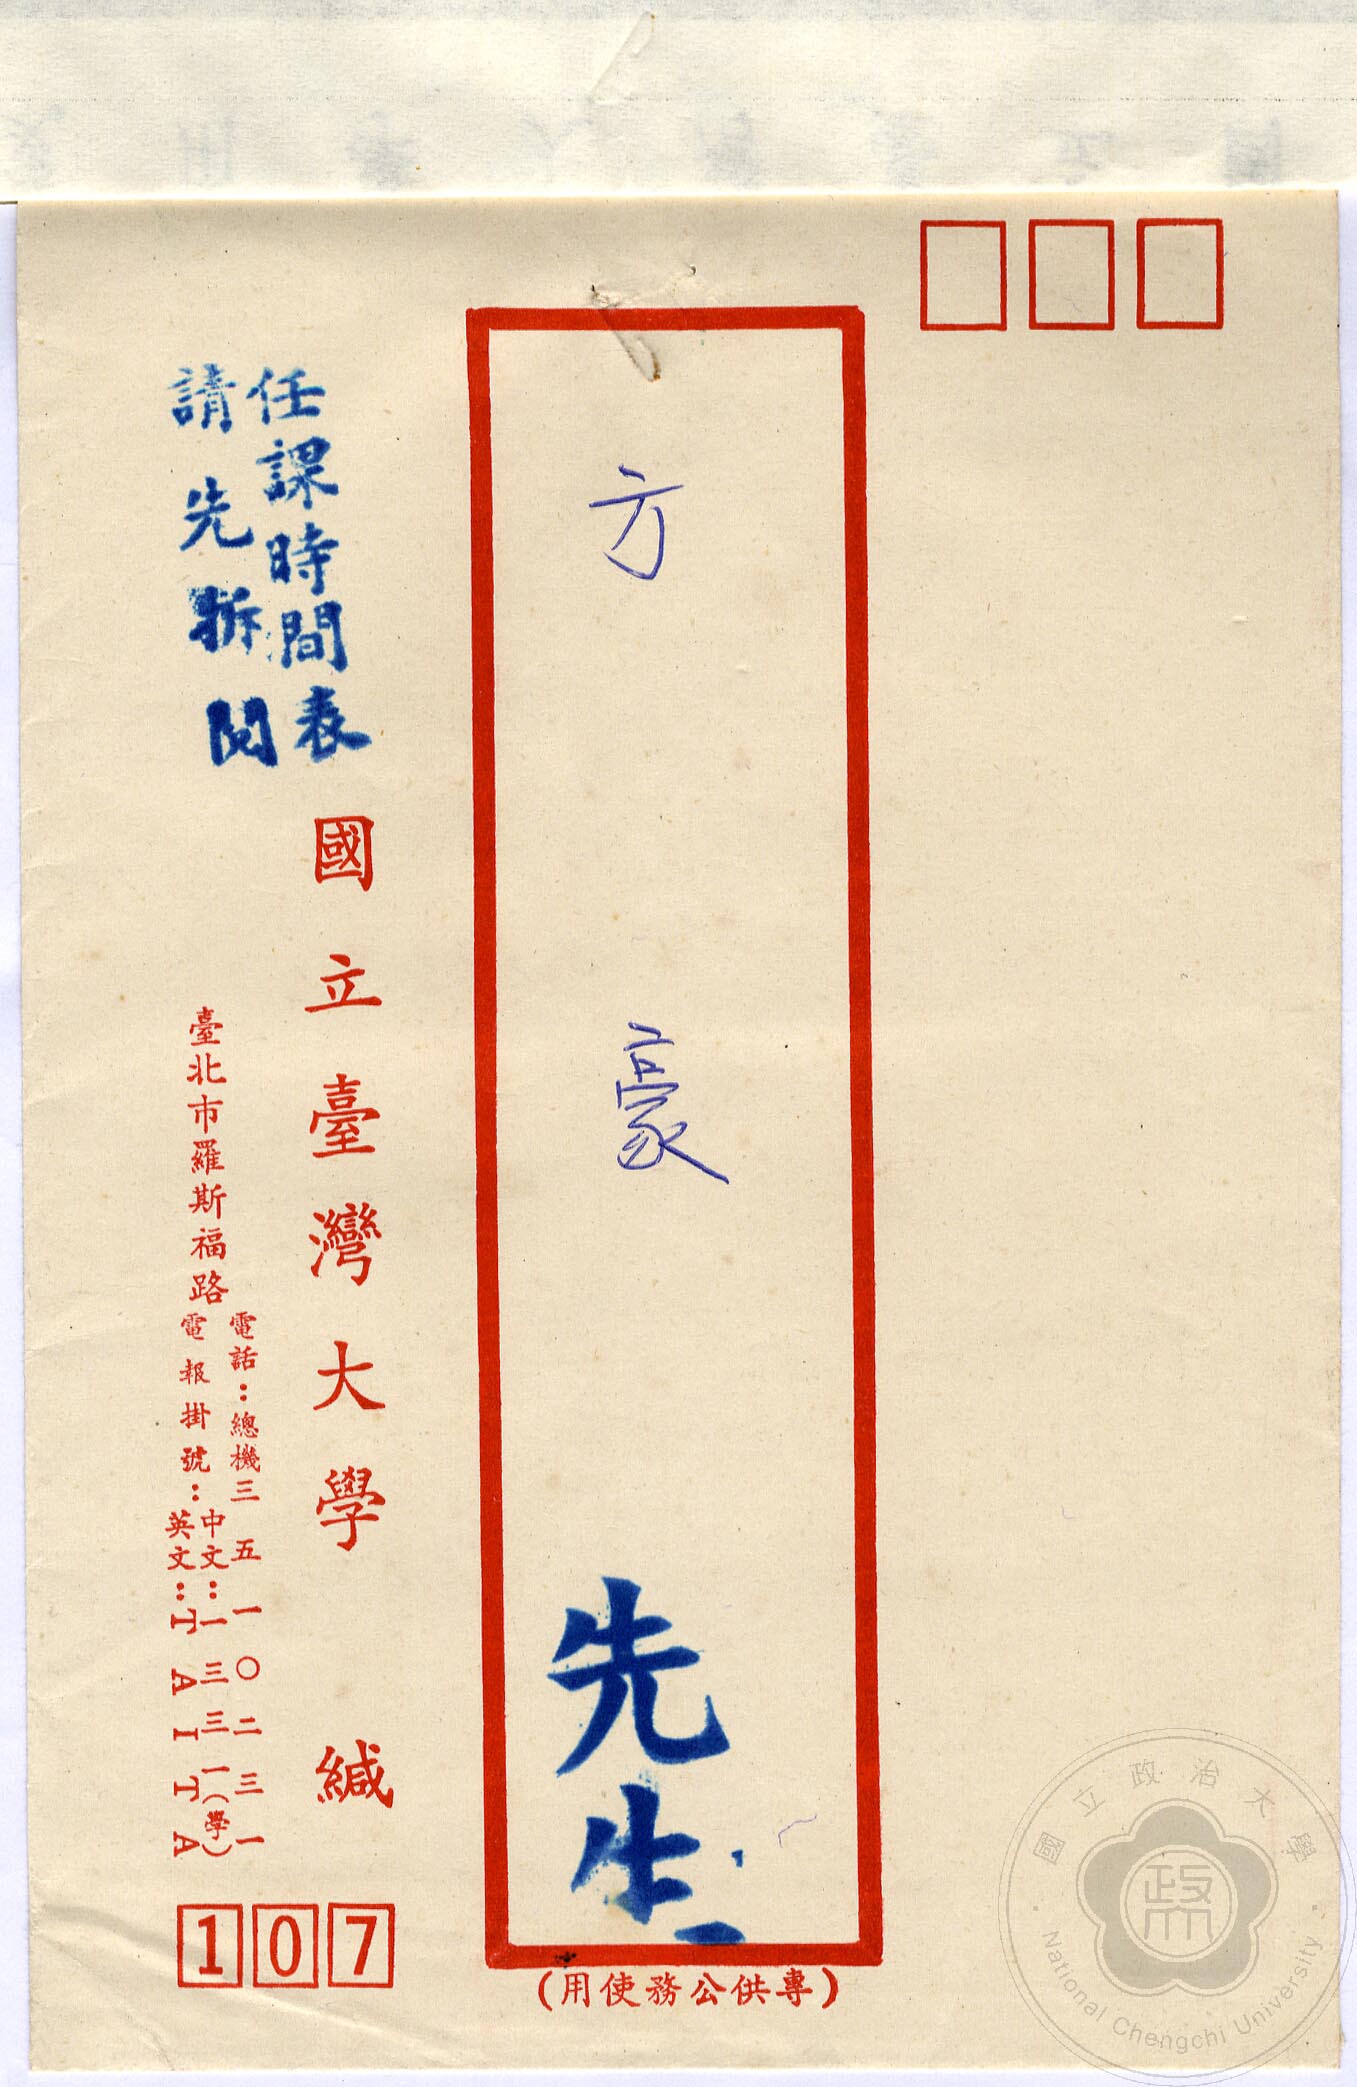 方豪先生
(專供公務使用)
任課時間表
請先拆閱
國立臺灣大學 緘
臺北市羅斯福路
電話：總機三五一〇二三一
電報掛號：
中文：一三三一(學)
英文：TAITA
107
國立政治大學
政大
National Chengchi University